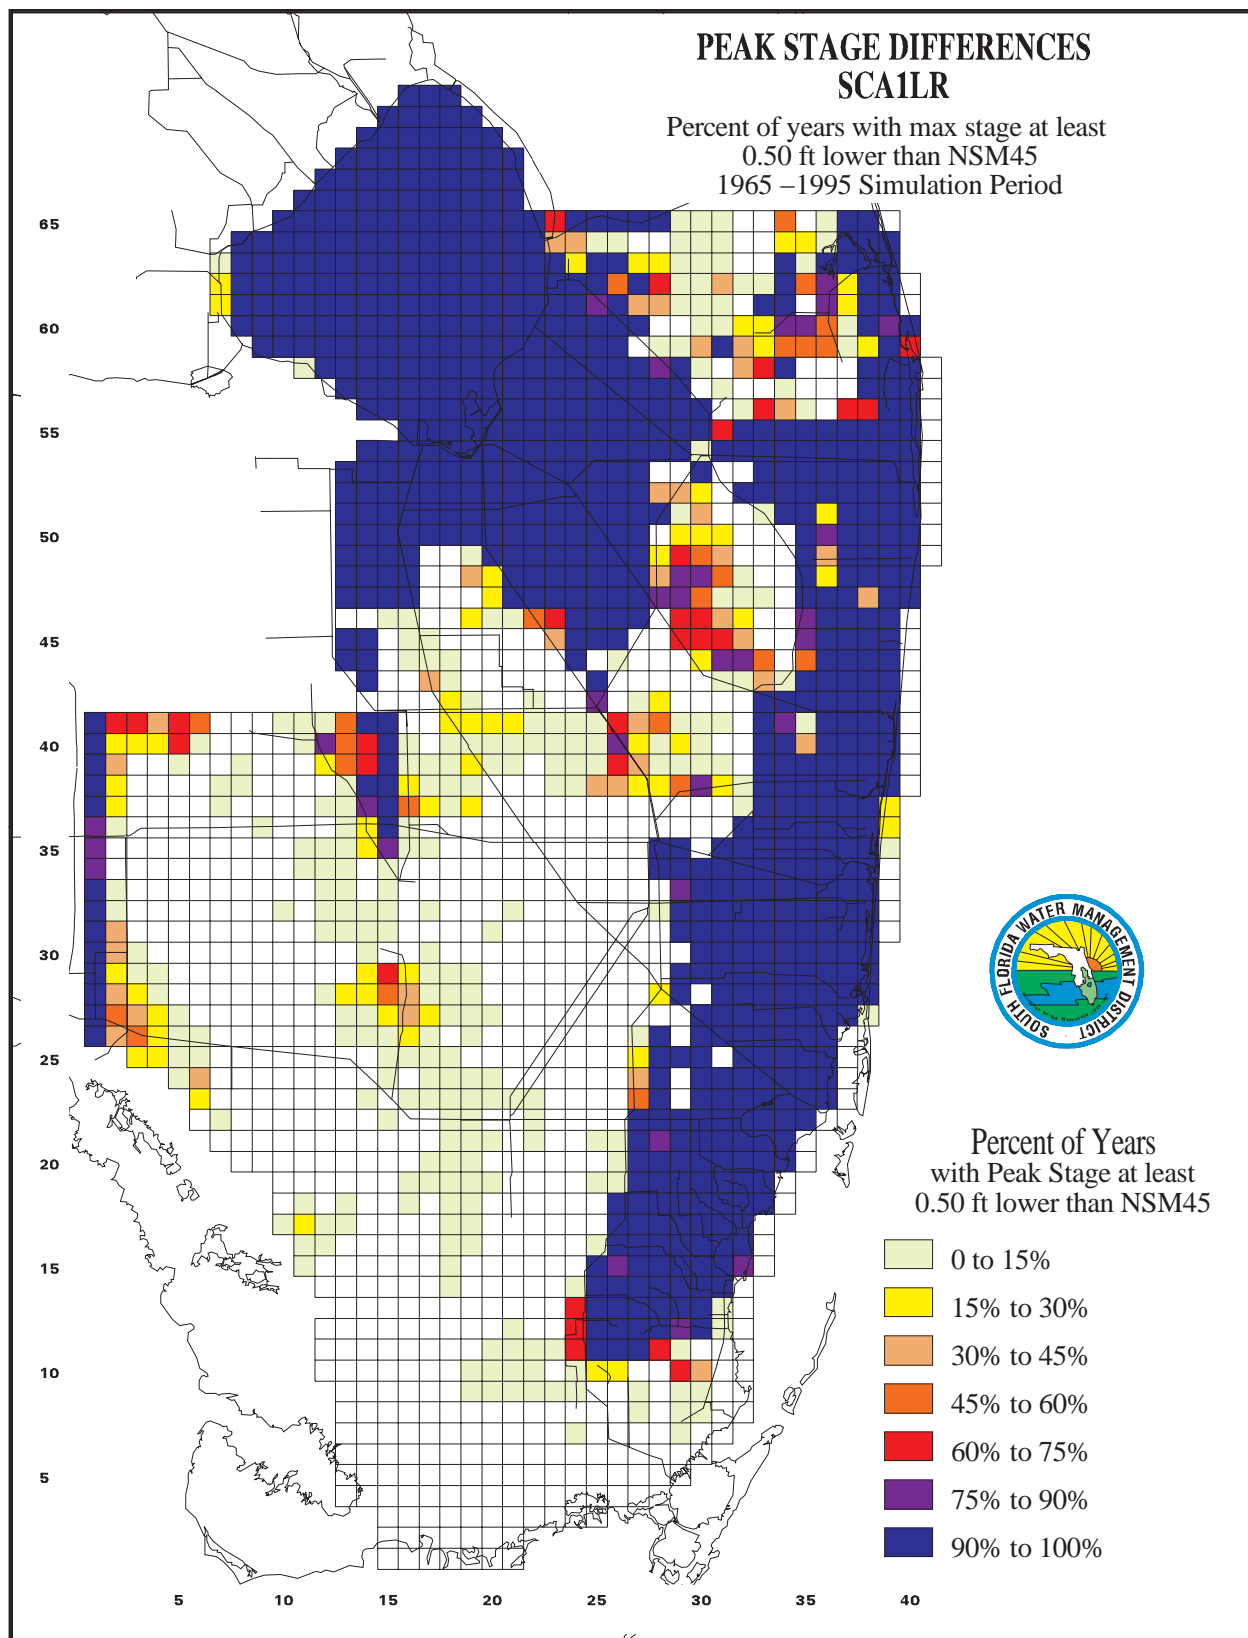 PEAK STAGE DIFFERENCES
SCA1LR
Percent of years with max stage at least
0.50 ft lower than NSM45
1965 –1995 Simulation Period
65
60
55
50
45
40
35
30
25
20
15
10
5
SOUTH FLORIDA WATER MANAGEMENT DISTRICT
Percent of Years
with Peak Stage at least
0.50 ft lower than NSM45
0 to 15%
15% to 30%
30% to 45%
45% to 60%
60% to 75%
75% to 90%
90% to 100%
5 10 15 20 25 30 35 40
“